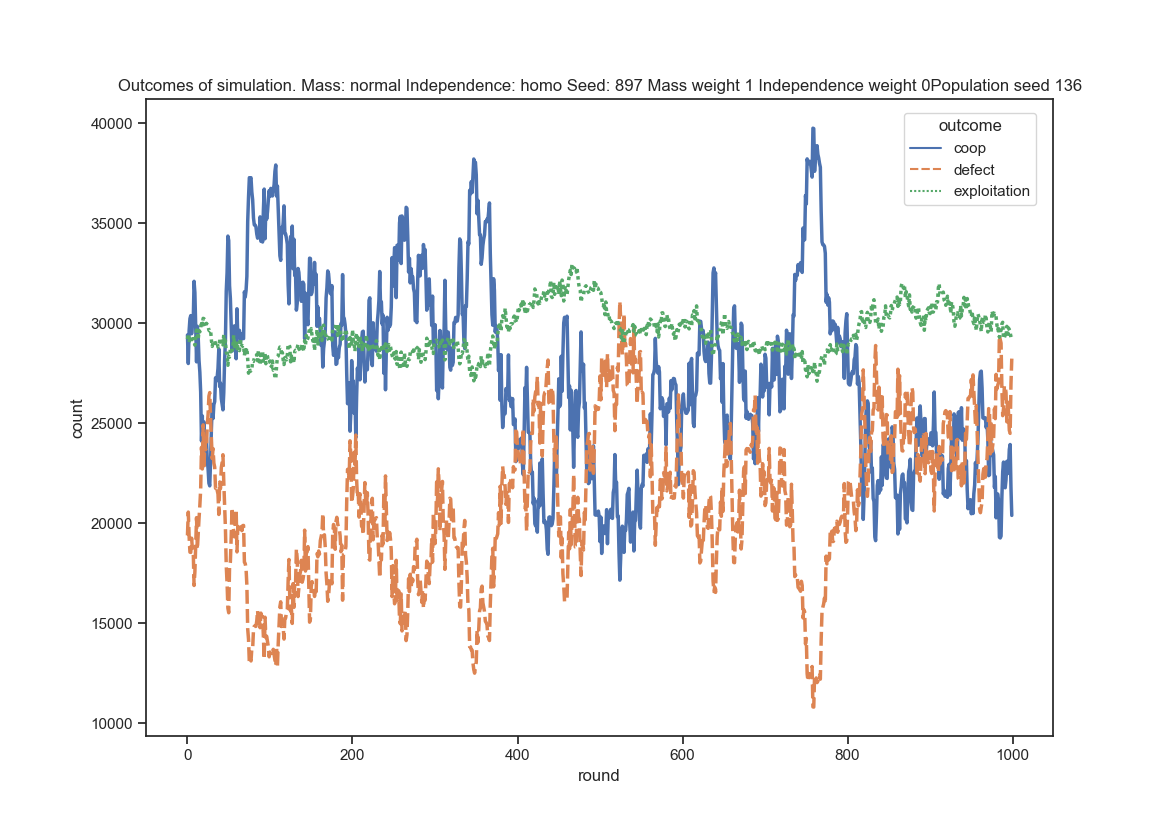 Outcomes of simulation. Mass: normal Independence: homo Seed: 897 Mass weight 1 Independence weight 0Population seed 136
outcome
coop
defect
exploitation
count
40000
35000
30000
25000
20000
15000
10000
0 200 400 600 800 1000
round